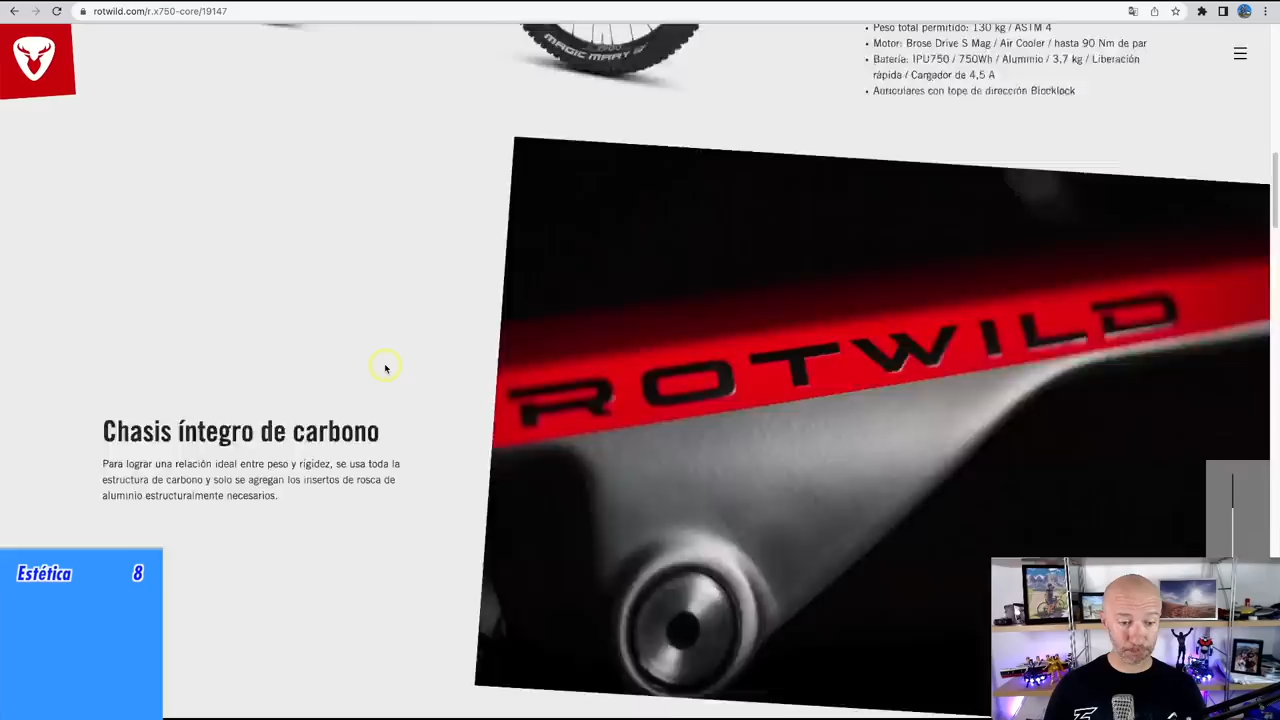 rotwild.com/r.x750-core/19147
• Peso total permitido: 130 kg / ASTM 4
• Motor: Brose Drive S Mag / Air Cooler / hasta 90 Nm de par
• Batería: IPU750 / 750Wh / Aluminio / 3,7 kg / Liberación
rápida / Cargador de 4,5 A
• Auriculares con tope de dirección Blocklock
MAGIC MARY
ROTWILD
Chasis íntegro de carbono
Para lograr una relación ideal entre peso y rigidez, se usa toda la
estructura de carbono y solo se agregan los insertos de rosca de
aluminio estructuralmente necesarios.
Estética 8